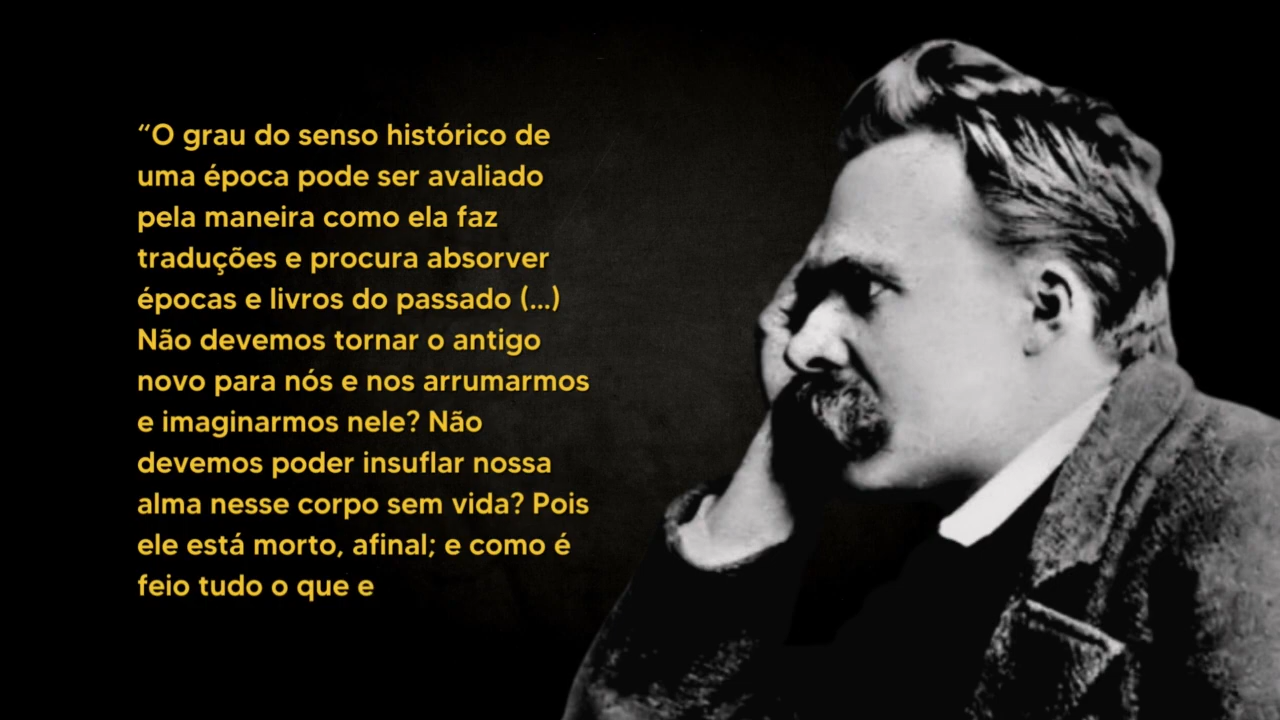 “O grau do senso histórico de
uma época pode ser avaliado
pela maneira como ela faz
traduções e procura absorver
épocas e livros do passado (...)
Não devemos tornar o antigo
novo para nós e nos arrumarmos
e imaginarmos nele? Não
devemos poder insuflar nossa
alma nesse corpo sem vida? Pois
ele está morto, afinal; e como é
feio tudo o que e